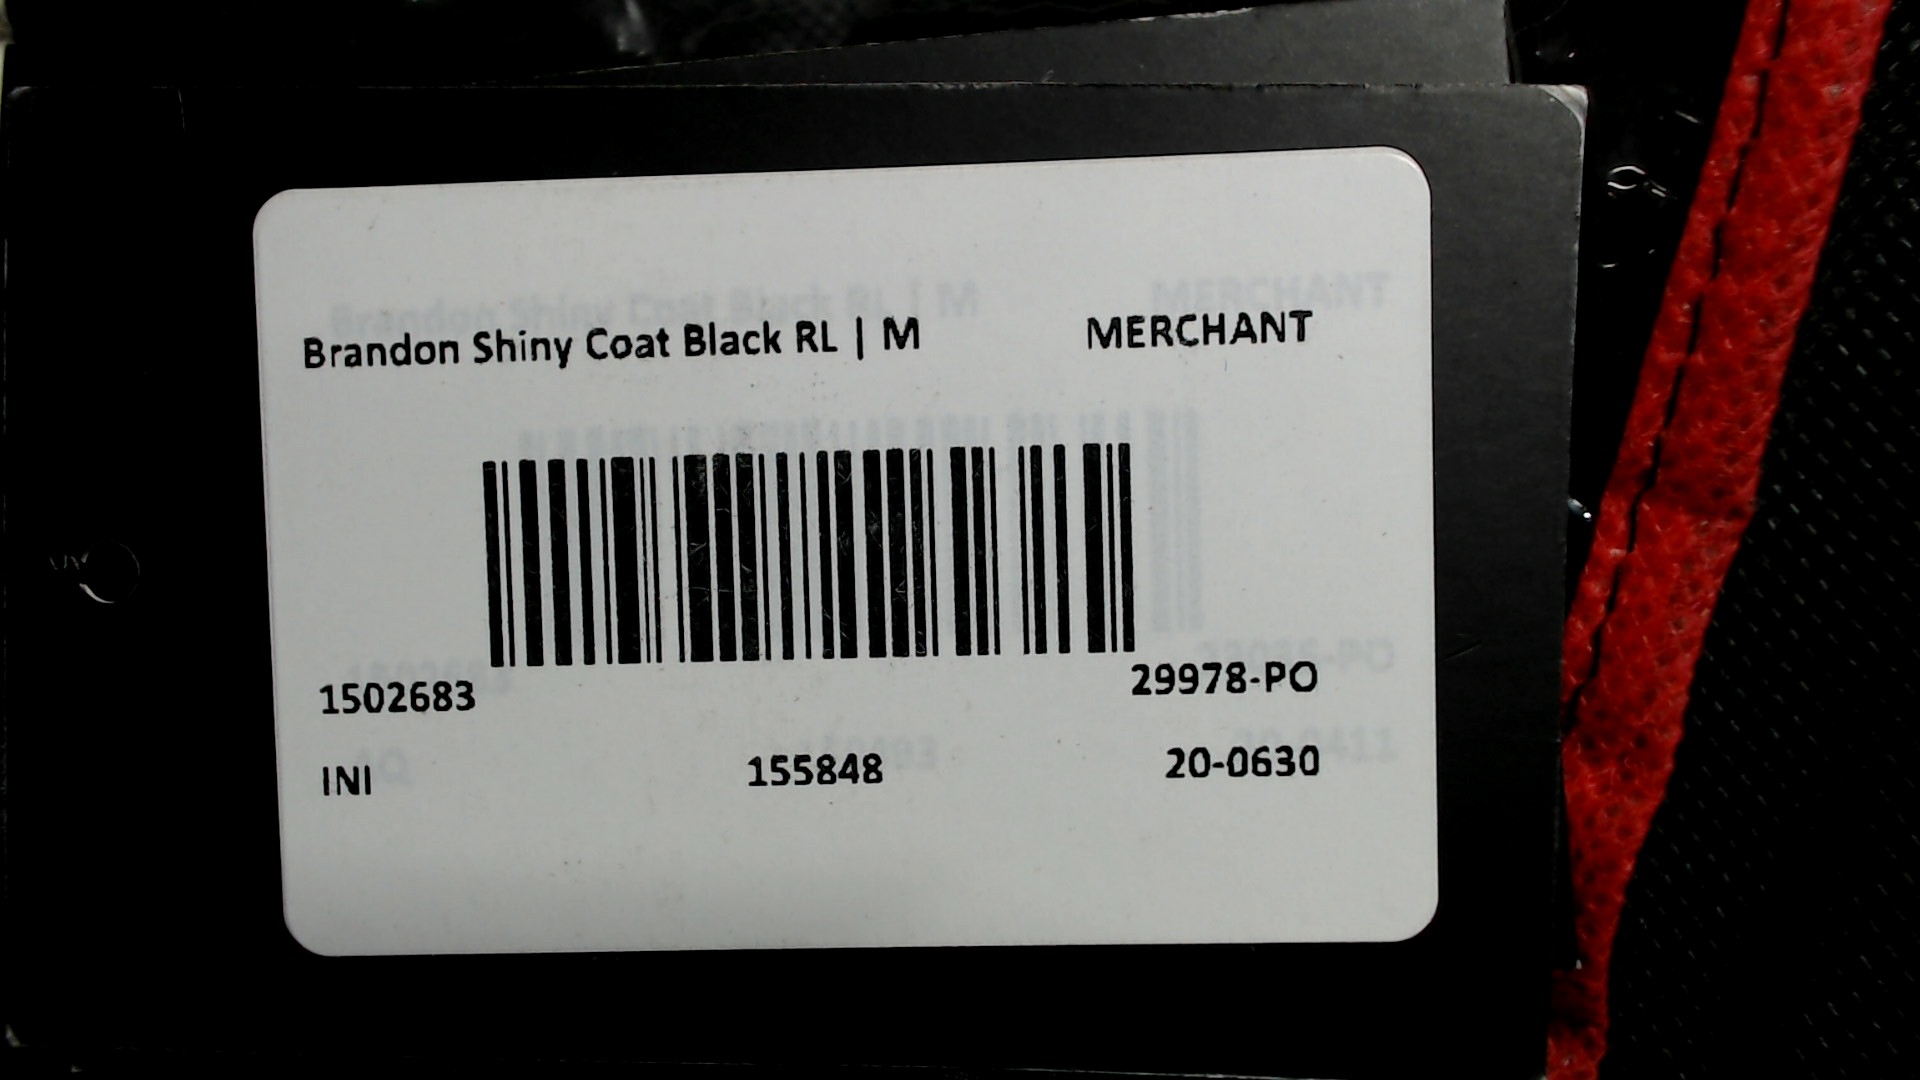 Brandon Shiny Coat Black RL | M MERCHANT
1502683 29978-PO
INI 155848 20-0630